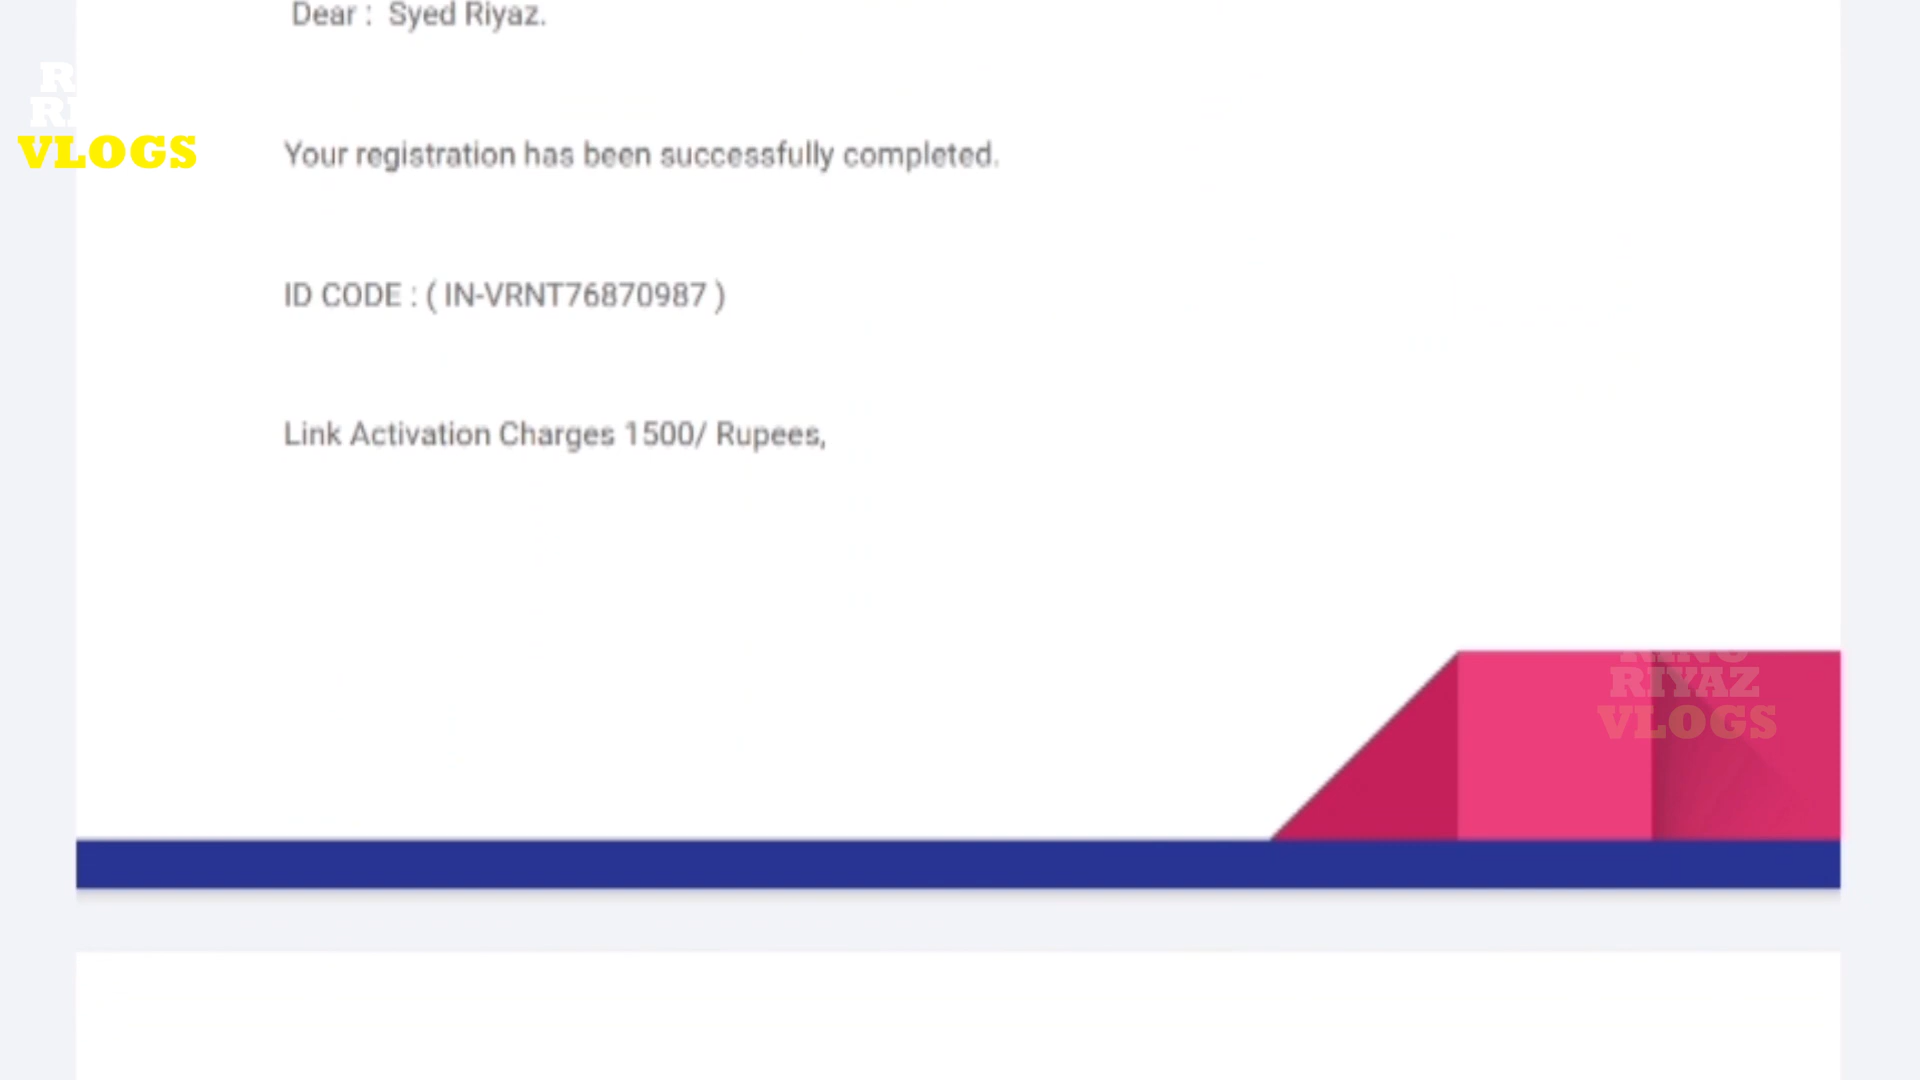 Dear : Syed Riyaz.
VLOGS
Your registration has been successfully completed.
ID CODE : ( IN-VRNT76870987 )
Link Activation Charges 1500/ Rupees,
RIYAZ
VLOGS